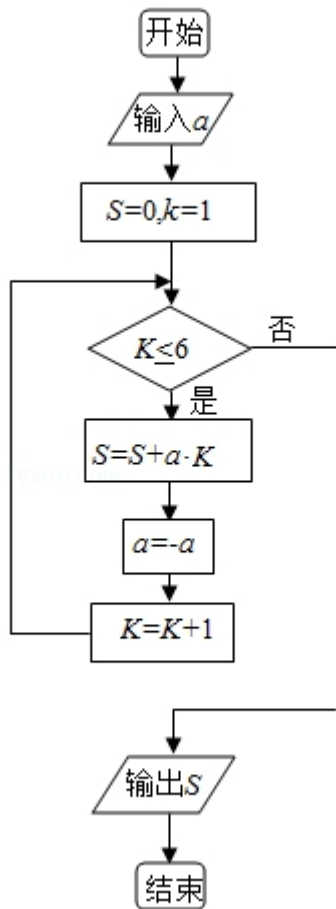 开始
输入a
S=0,k=1
K≤6
否
是
S=S+a·K
a=-a
K=K+1
输出S
结束